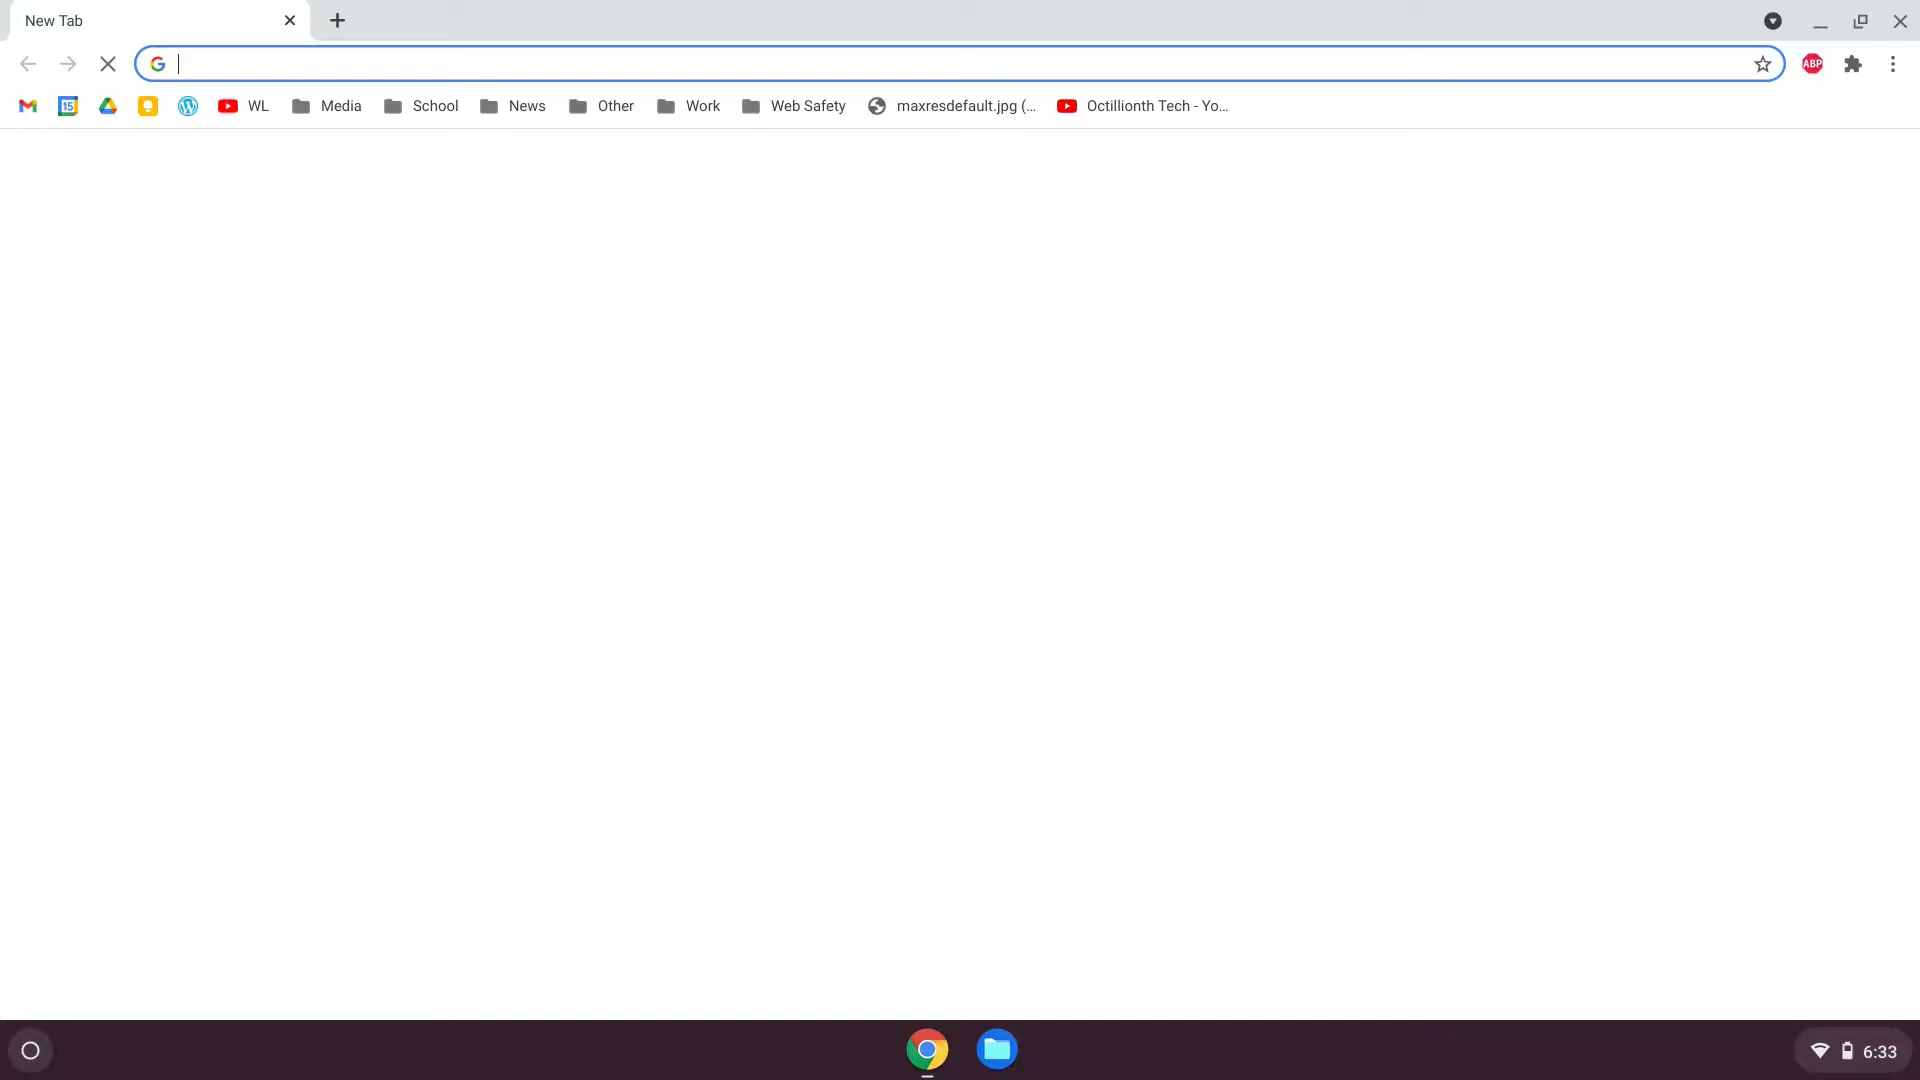 New Tab
ABP
15
WL
Media
School
News
Other
Work
Web Safety
maxresdefault.jpg (...
Octillionth Tech - Yo...
6:33